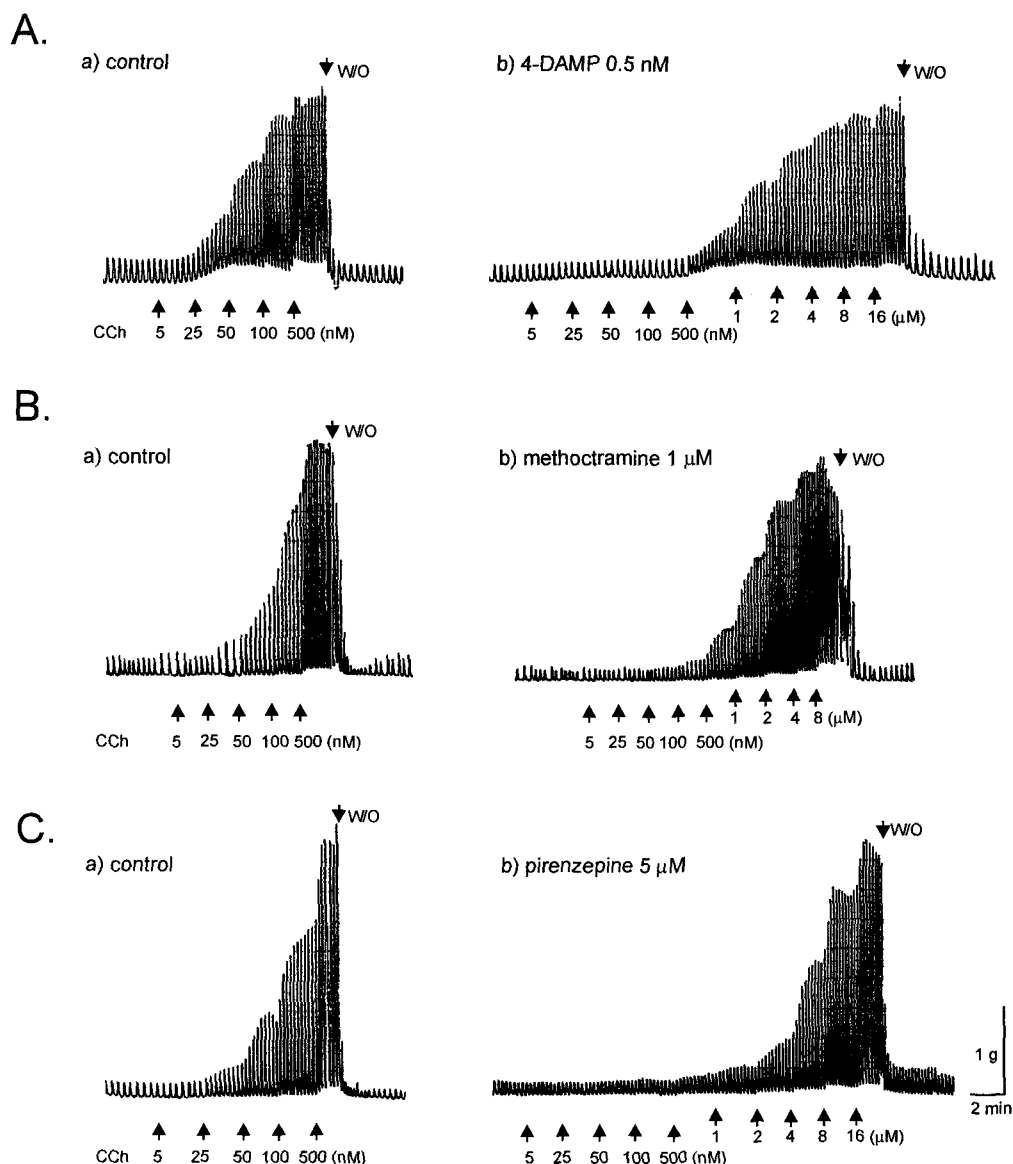 A.
a) control
W/O
b) 4-DAMP 0.5 nM
W/O
CCh 5 25 50 100 500 (nM)
5 25 50 100 500 (nM) 1 2 4 8 16 (μM)
B.
a) control
W/O
b) methoctramine 1 μM
W/O
CCh 5 25 50 100 500 (nM)
1 2 4 8 (μM)
5 25 50 100 500 (nM)
C.
a) control
W/O
b) pirenzepine 5 μM
W/O
1 g
2 min
CCh 5 25 50 100 500 (nM)
1 2 4 8 16 (μM)
5 25 50 100 500 (nM)